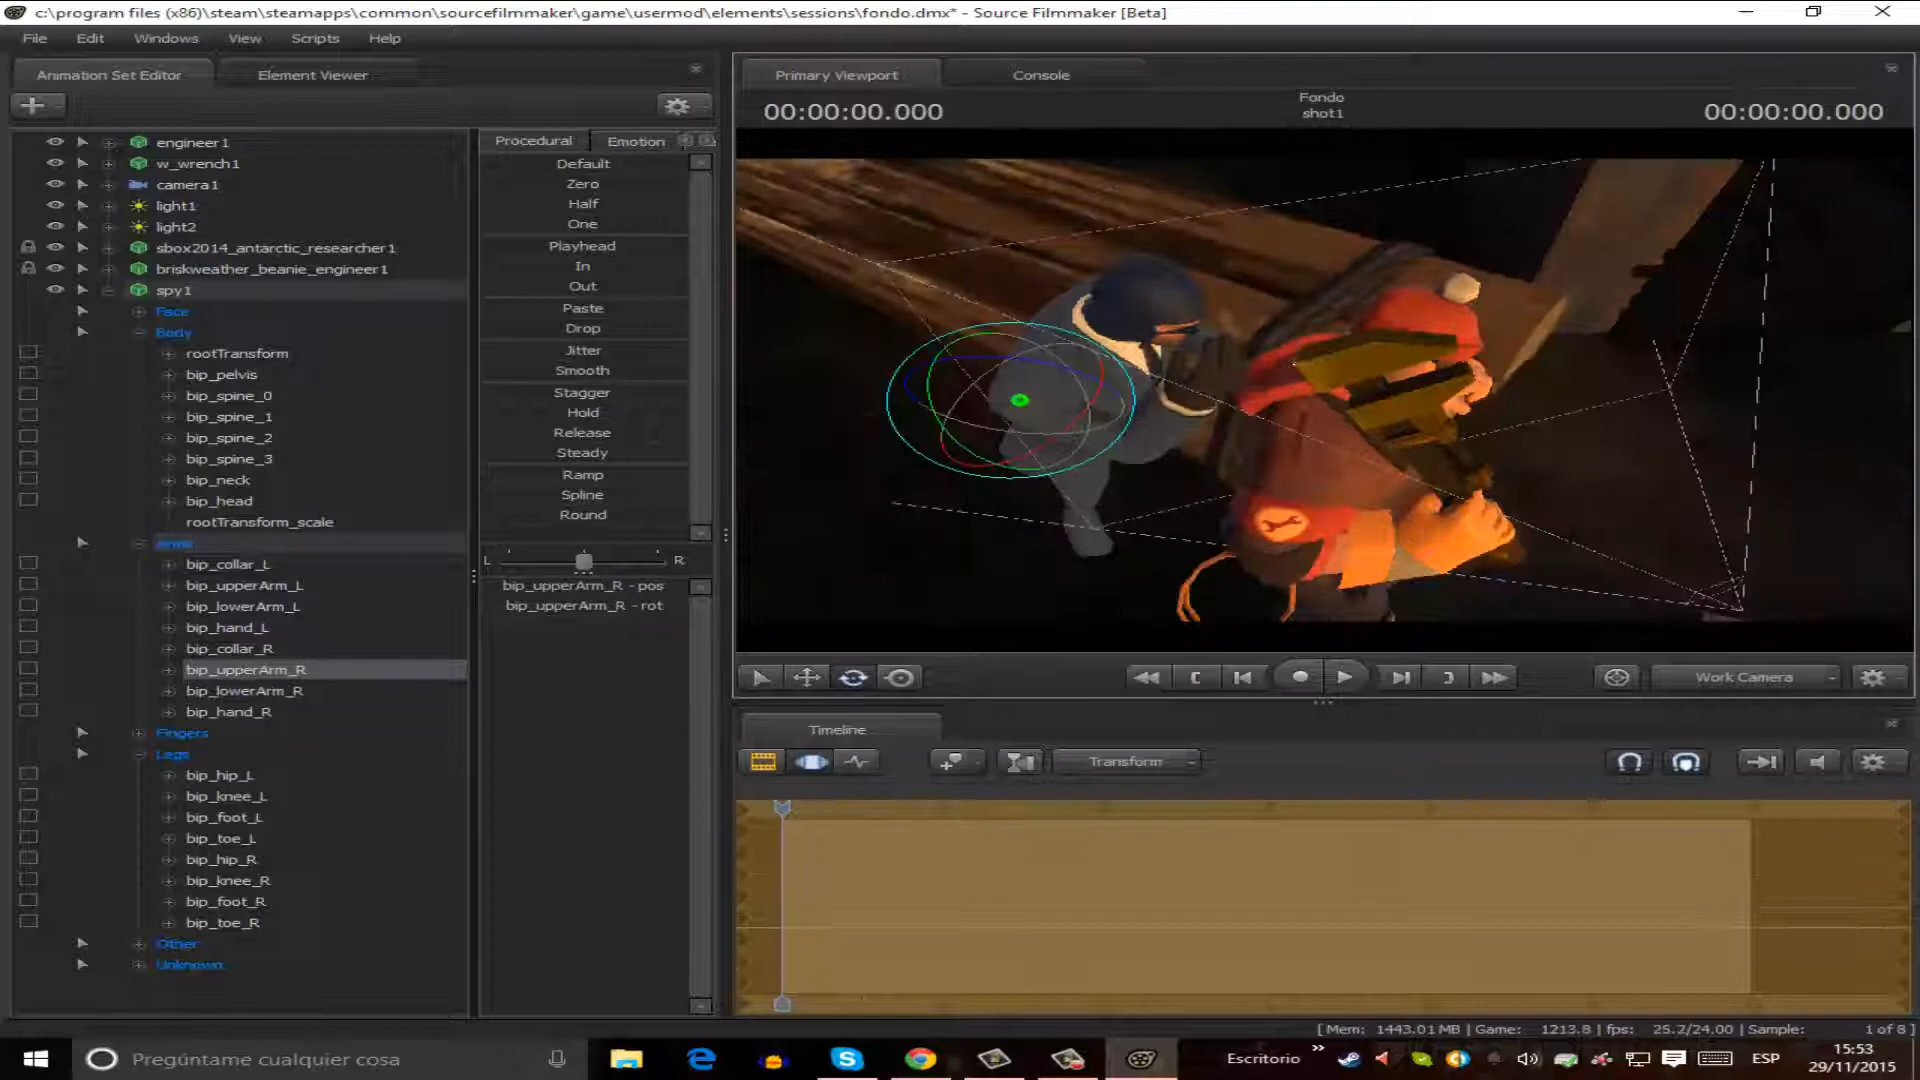 c:\program files (x86)\steam\steamapps\common\sourcefilmmaker\game\usermod\elements\sessions\fondo.dmx* - Source Filmmaker [Beta]
File Edit Windows View Scripts Help
Animation Set Editor Element Viewer
Primary Viewport Console
00:00:00.000
Fondo
shot1
00:00:00.000
engineer1
w_wrench1
camera1
light1
light2
sbox2014_antarctic_researcher1
briskweather_beanie_engineer1
spy1
Face
Body
rootTransform
bip_pelvis
bip_spine_0
bip_spine_1
bip_spine_2
bip_spine_3
bip_neck
bip_head
rootTransform_scale
Arms
bip_collar_L
bip_upperArm_L
bip_lowerArm_L
bip_hand_L
bip_collar_R
bip_upperArm_R
bip_lowerArm_R
bip_hand_R
Fingers
Legs
bip_hip_L
bip_knee_L
bip_foot_L
bip_toe_L
bip_hip_R
bip_knee_R
bip_foot_R
bip_toe_R
Other
Unknown
Procedural Emotion
Default
Zero
Half
One
Playhead
In
Out
Paste
Drop
Jitter
Smooth
Stagger
Hold
Release
Steady
Ramp
Spline
Round
L R
bip_upperArm_R - pos
bip_upperArm_R - rot
Work Camera
Timeline
Transform
[ Mem: 1443.01 MB | Game: 1213.8 | fps: 25.2/24.00 | Sample: 1 of 8 ]
Pregúntame cualquier cosa
Escritorio
ESP
15:53
29/11/2015